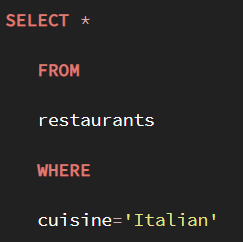 SELECT *
FROM
restaurants
WHERE
cuisine='Italian'